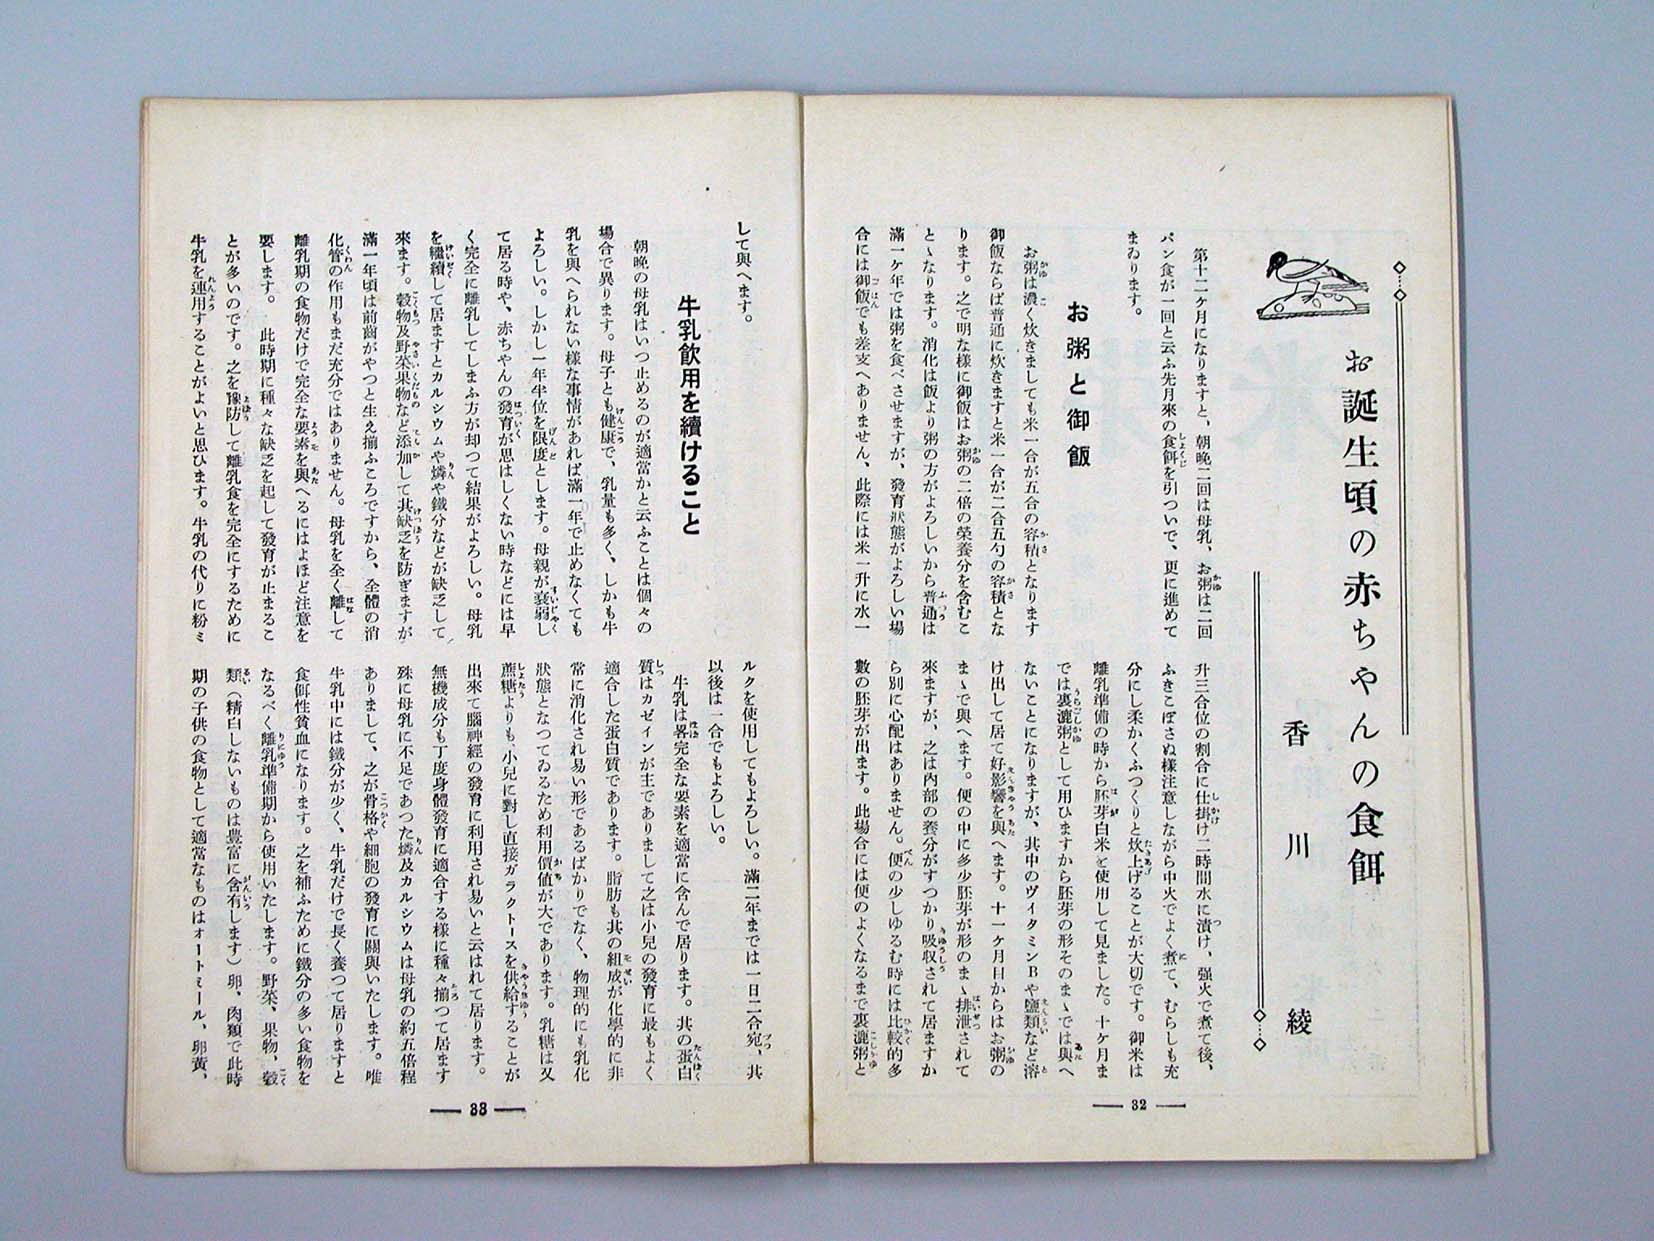 お誕生頃の赤ちやんの食餌
香川綾
第十二ケ月になりますと、朝晩二回は母乳、お粥は二回
パン食が一回と云ふ先月來の食餌を引ついで、更に進めて
まゐります。
お粥と御飯
お粥は濃く炊きましても米一合が五合の容積となります
御飯ならば普通に炊きますと米一合が二合五勺の容積とな
ります。之で明な樣に御飯はお粥の二倍の榮養分を含むこ
とゝなります。消化は飯より粥の方がよろしいから普通は
滿一ケ年では粥を食べさせますが、發育狀態がよろしい場
合には御飯でも差支へありません、此際には米一升に水一
升三合位の割合に仕掛け二時間水に漬け、强火で煮て後、
ふきこぼさぬ樣注意しながら中火でよく煮て、むらしも充
分にし柔かくふつくりと炊上げることが大切です。御米は
離乳準備の時から胚芽白米を使用して見ました。十ケ月ま
では裏漉粥として用ひますから胚芽の形そのまゝでは與へ
ないことになりますが、其中のヴィタミンBや鹽類など溶
け出して居て好影響を與へます。十一ケ月目からはお粥の
まゝで與へます。便の中に多少胚芽が形のまゝ排泄されて
來ますが、之は内部の養分がすつかり吸收されて居ますか
ら別に心配はありません。便の少しゆるむ時には比較的多
數の胚芽が出ます。此場合には便のよくなるまで裏漉粥と
32
して與へます。
牛乳飮用を續けること
朝晩の母乳はいつ止めるのが適當かと云ふことは個々の
場合で異ります。母子とも健康で、乳量も多く、しかも牛
乳を與へられない樣な事情があれば滿一年で止めなくても
よろしい。しかし一年半位を限度とします。母親が衰弱し
て居る時や、赤ちやんの發育が思はしくない時などには早
く完全に離乳してしまふ方が却つて結果がよろしい。母乳
を繼續して居ますとカルシウムや燐や鐵分などが缺乏して
來ます。穀物及野菜果物など添加して其缺乏を防ぎますが
滿一年頃は前齒がやつと生え揃ふころですから、全體の消
化管の作用もまだ充分ではありません。母乳を全く離して
離乳期の食物だけで完全な要素を與へるにはよほど注意を
要します。此時期に種々な缺乏を起して發育が止まるこ
とが多いのです。之を豫防して離乳食を完全にするために
牛乳を連用することがよいと思ひます。牛乳の代りに粉ミ
ルクを使用してもよろしい。滿二年までは一日二合宛、其
以後は一合でもよろしい。
牛乳は畧完全な要素を適當に含んで居ります。其の蛋白
質はカゼインが主でありまして之は小兒の發育に最もよく
適合した蛋白質であります。脂肪も其の組成が化學的に非
常に消化され易い形であるばかりでなく、物理的にも乳化
狀態となつてゐるため利用價値が大であります。乳糖は又
蔗糖よりも、小兒に對し直接ガラクトースを供給することが
出來て腦神經の發育に利用され易いと云はれて居ります。
無機成分も丁度身體發育に適合する樣に種々揃つて居ます
殊に母乳に不足であつた燐及カルシウムは母乳の約五倍程
ありまして、之が骨格や細胞の發育に關與いたします。唯
牛乳中には鐵分が少く、牛乳だけで長く養つて居りますと
食餌性貧血になります。之を補ふために鐵分の多い食物を
なるべく離乳準備期から使用いたします。野菜、果物、穀
類（精白しないものは豊富に含有します）卵、肉類で此時
期の子供の食物として適當なものはオートミール、卵黃、
33